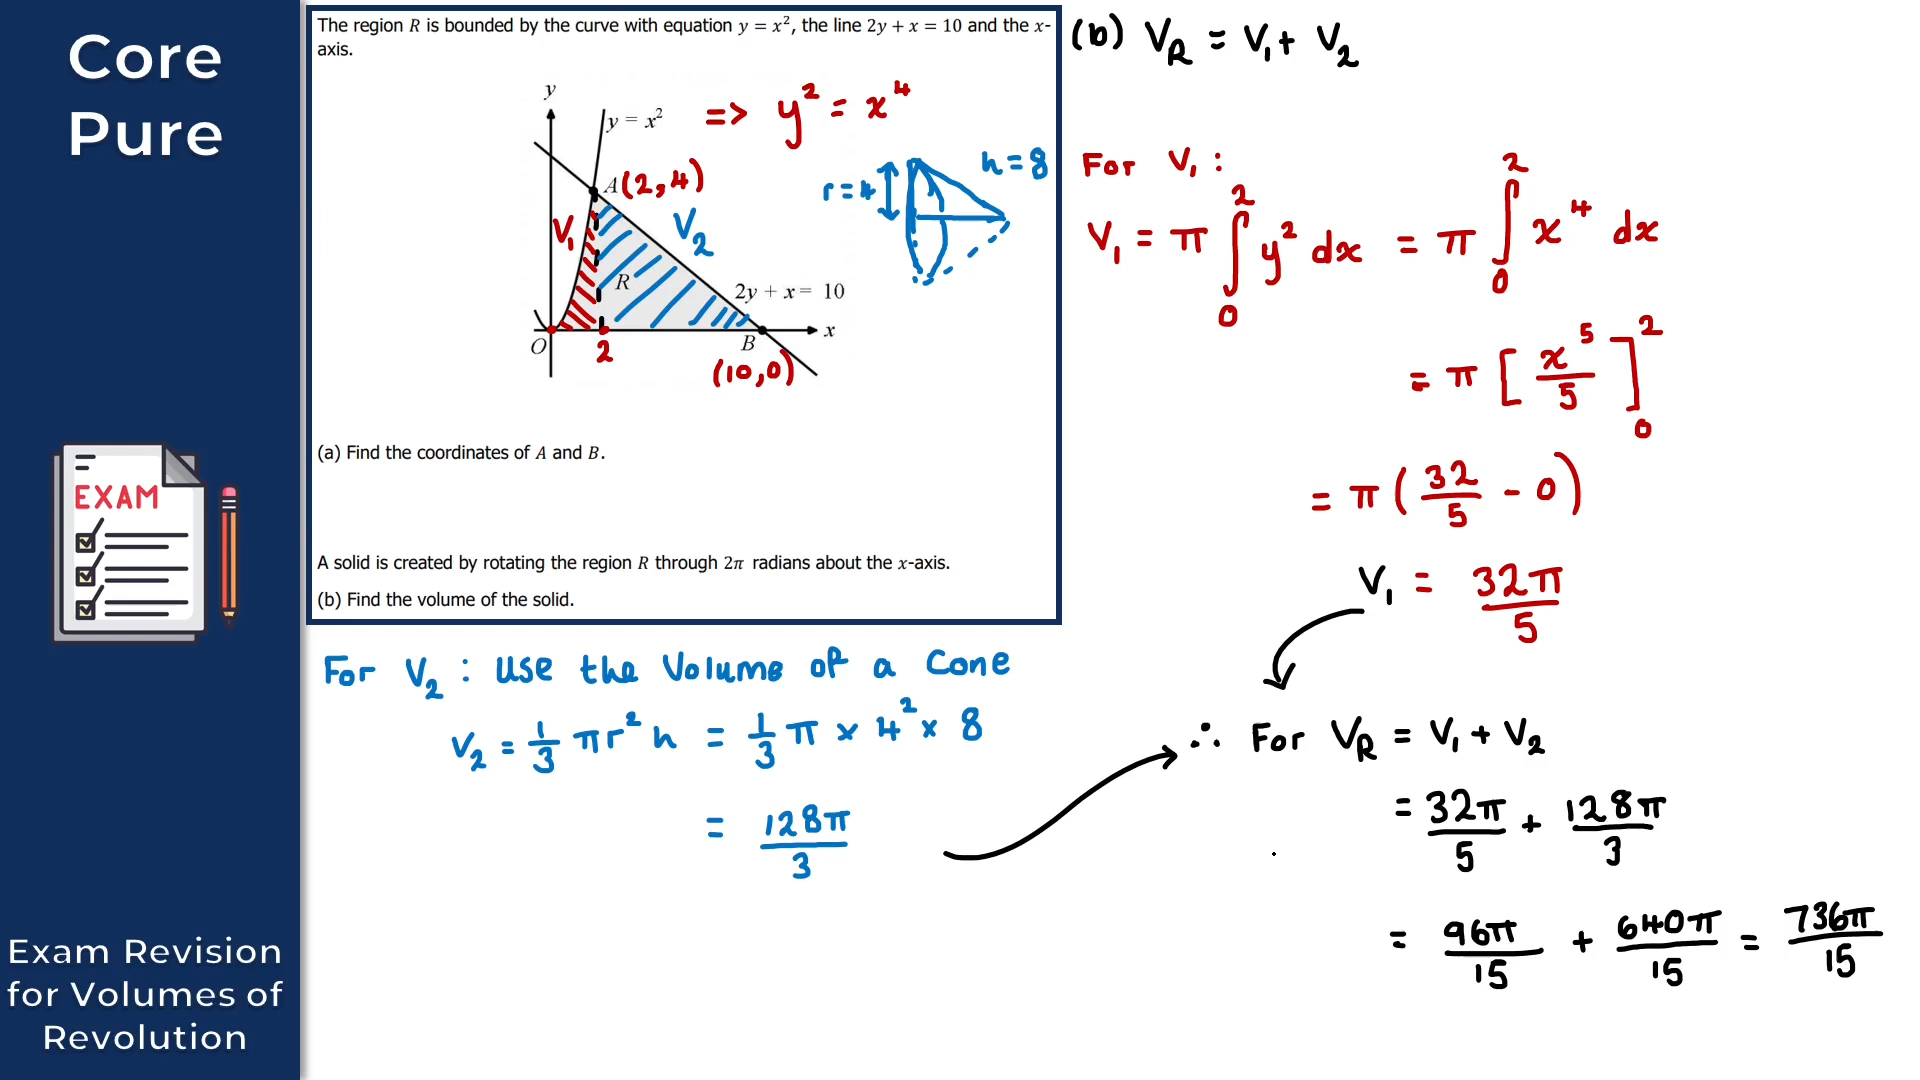 Core
Pure
EXAM
Exam Revision
for Volumes of
Revolution
The region R is bounded by the curve with equation y = x², the line 2y + x = 10 and the x-
axis.
y
y = x²
=> y² = x⁴
A(2,4)
V₁
V₂
r=4
h=8
R
2y + x = 10
O
2
B
x
(10,0)
(a) Find the coordinates of A and B.
A solid is created by rotating the region R through 2π radians about the x-axis.
(b) Find the volume of the solid.
For V₂ : Use the Volume of a Cone
V₂ = 1/3 πr²h = 1/3 π × 4² × 8
= 128π/3
(b) V_R = V₁ + V₂
For V₁ :
V₁ = π ∫₀² y² dx = π ∫₀² x⁴ dx
= π [x⁵/5]₀²
= π (32/5 - 0)
V₁ = 32π/5
∴ For V_R = V₁ + V₂
= 32π/5 + 128π/3
= 96π/15 + 640π/15 = 736π/15